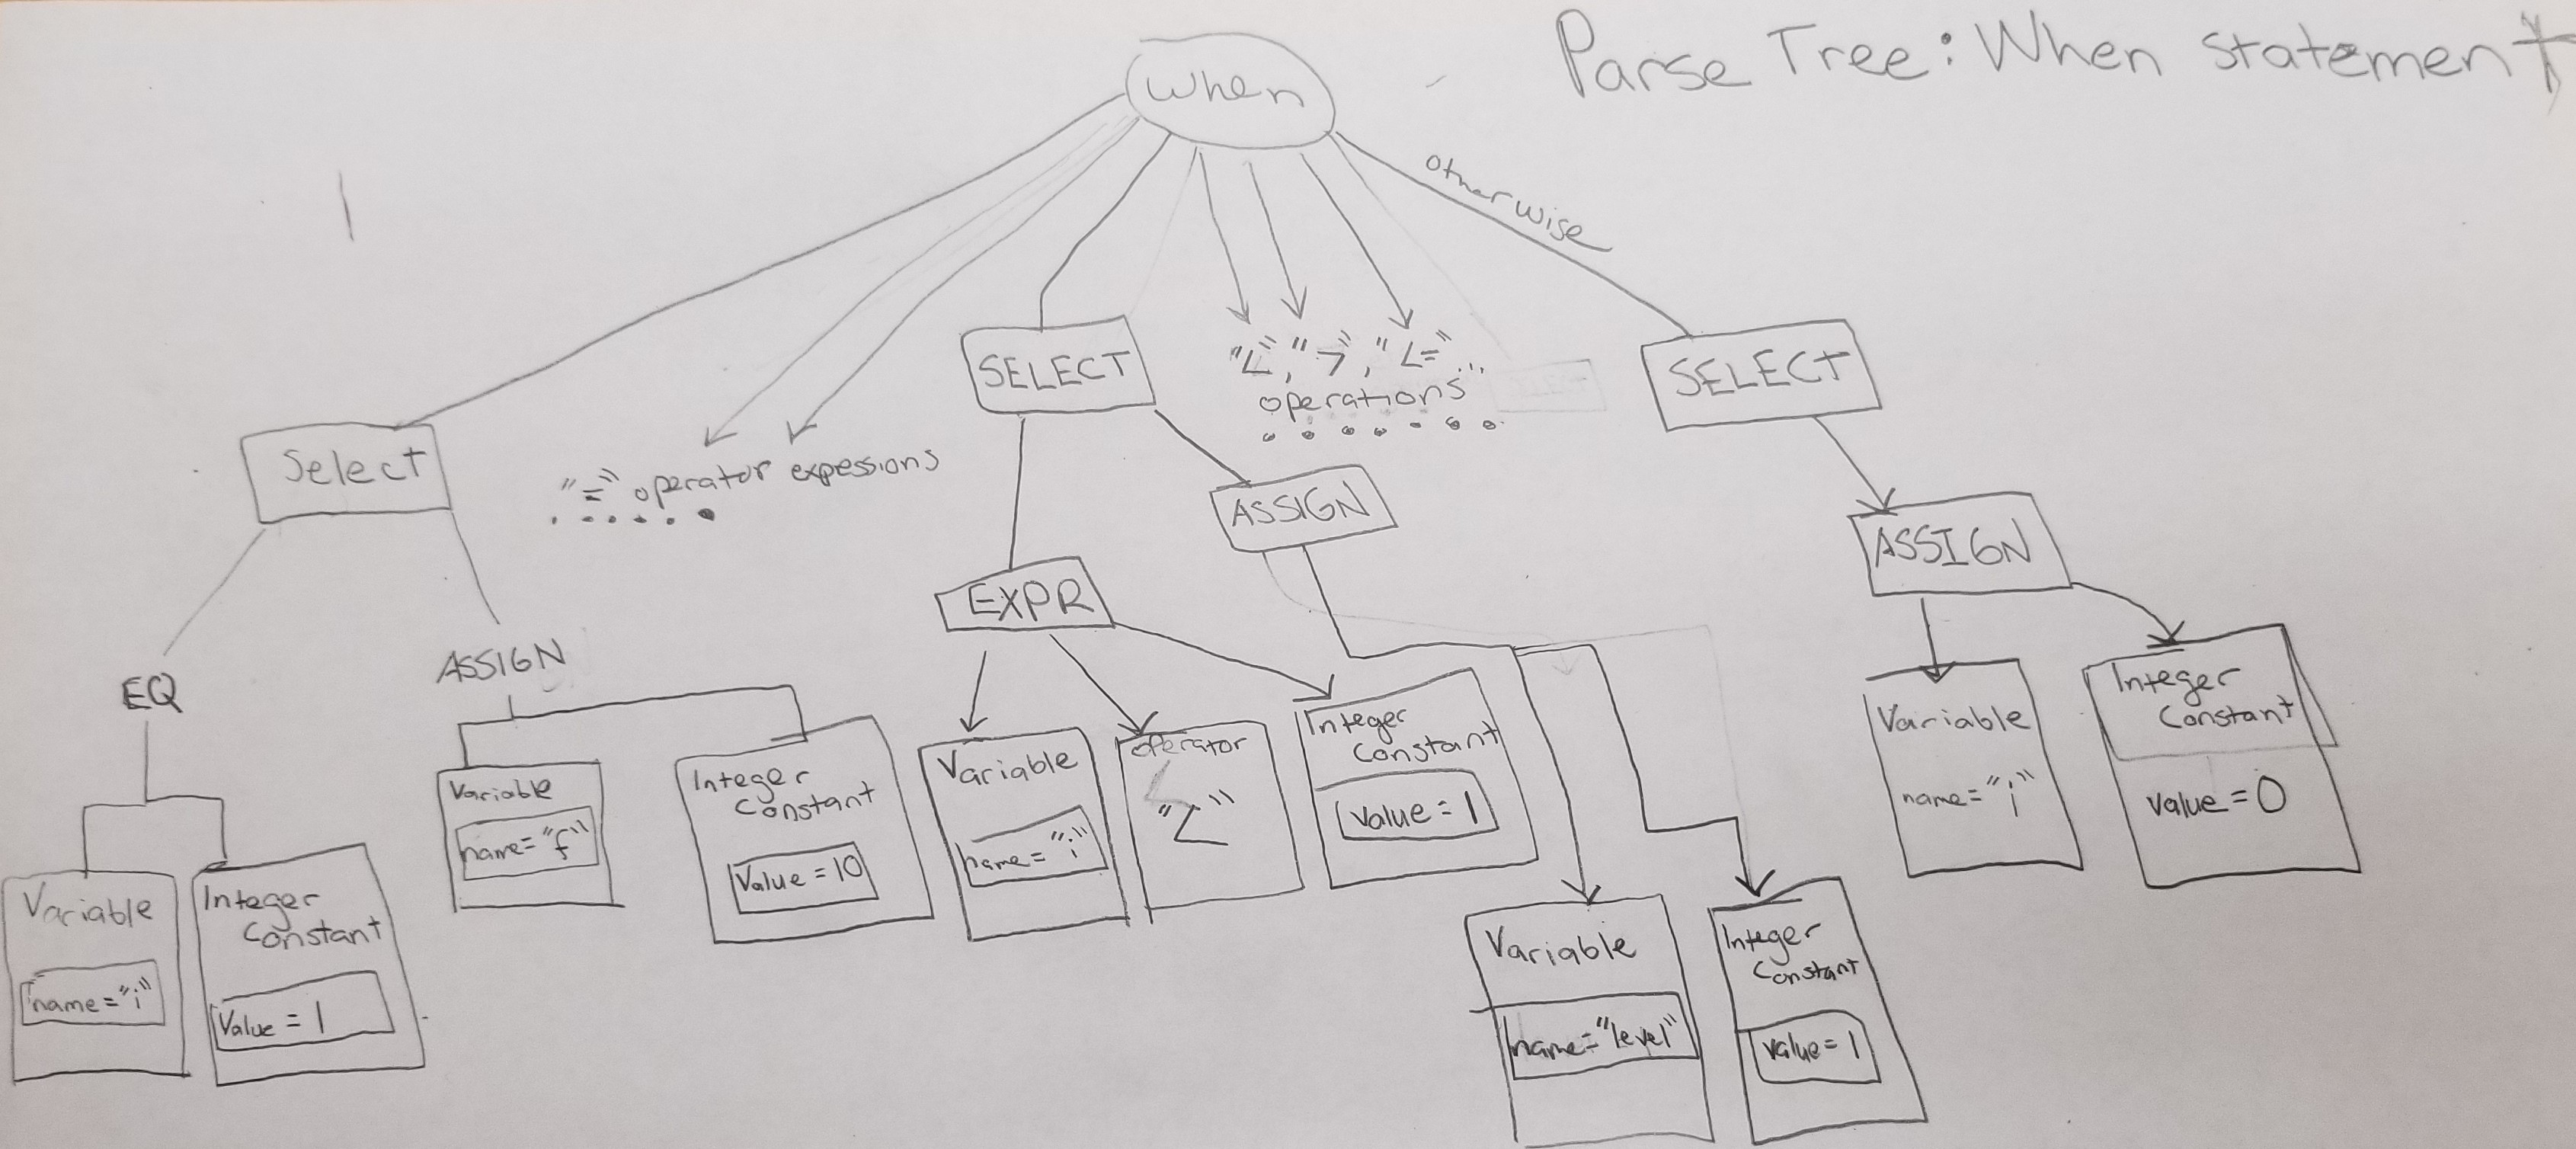 Parse Tree: When statement
When
otherwise
SELECT
"<", ">", "<="...
operations
SELECT
Select
"=" operator expessions
ASSIGN
ASSIGN
EXPR
EQ
ASSIGN
Variable
name="i"
Integer
Constant
Value = 1
Variable
name="f"
Integer
Constant
Value = 10
Variable
name="i"
operator
"<"
Integer
Constant
value = 1
Variable
name="level"
Integer
Constant
value = 1
Variable
name="i"
Integer
Constant
value = 0